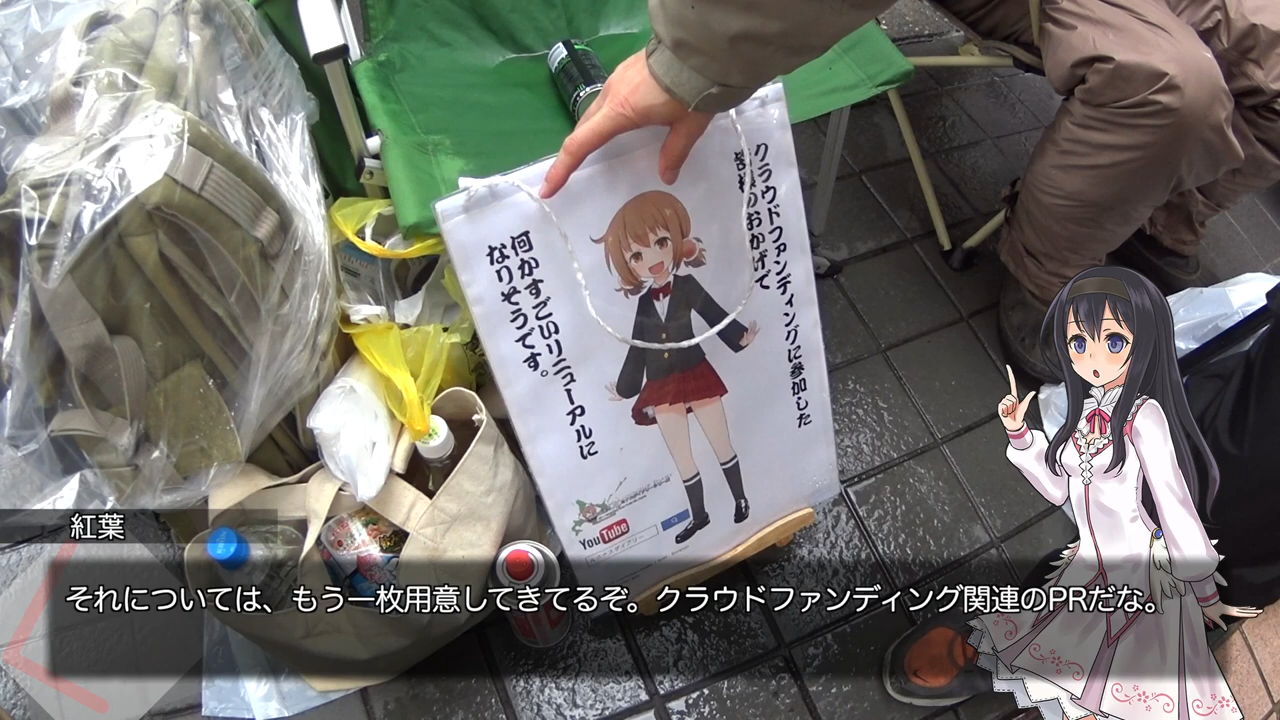 クラウドファンディングに参加した
皆様のおかげで
何かすごいリニューアルに
なりそうです。
YouTube
紅葉
それについては、もう一枚用意してきてるぞ。クラウドファンディング関連のPRだな。